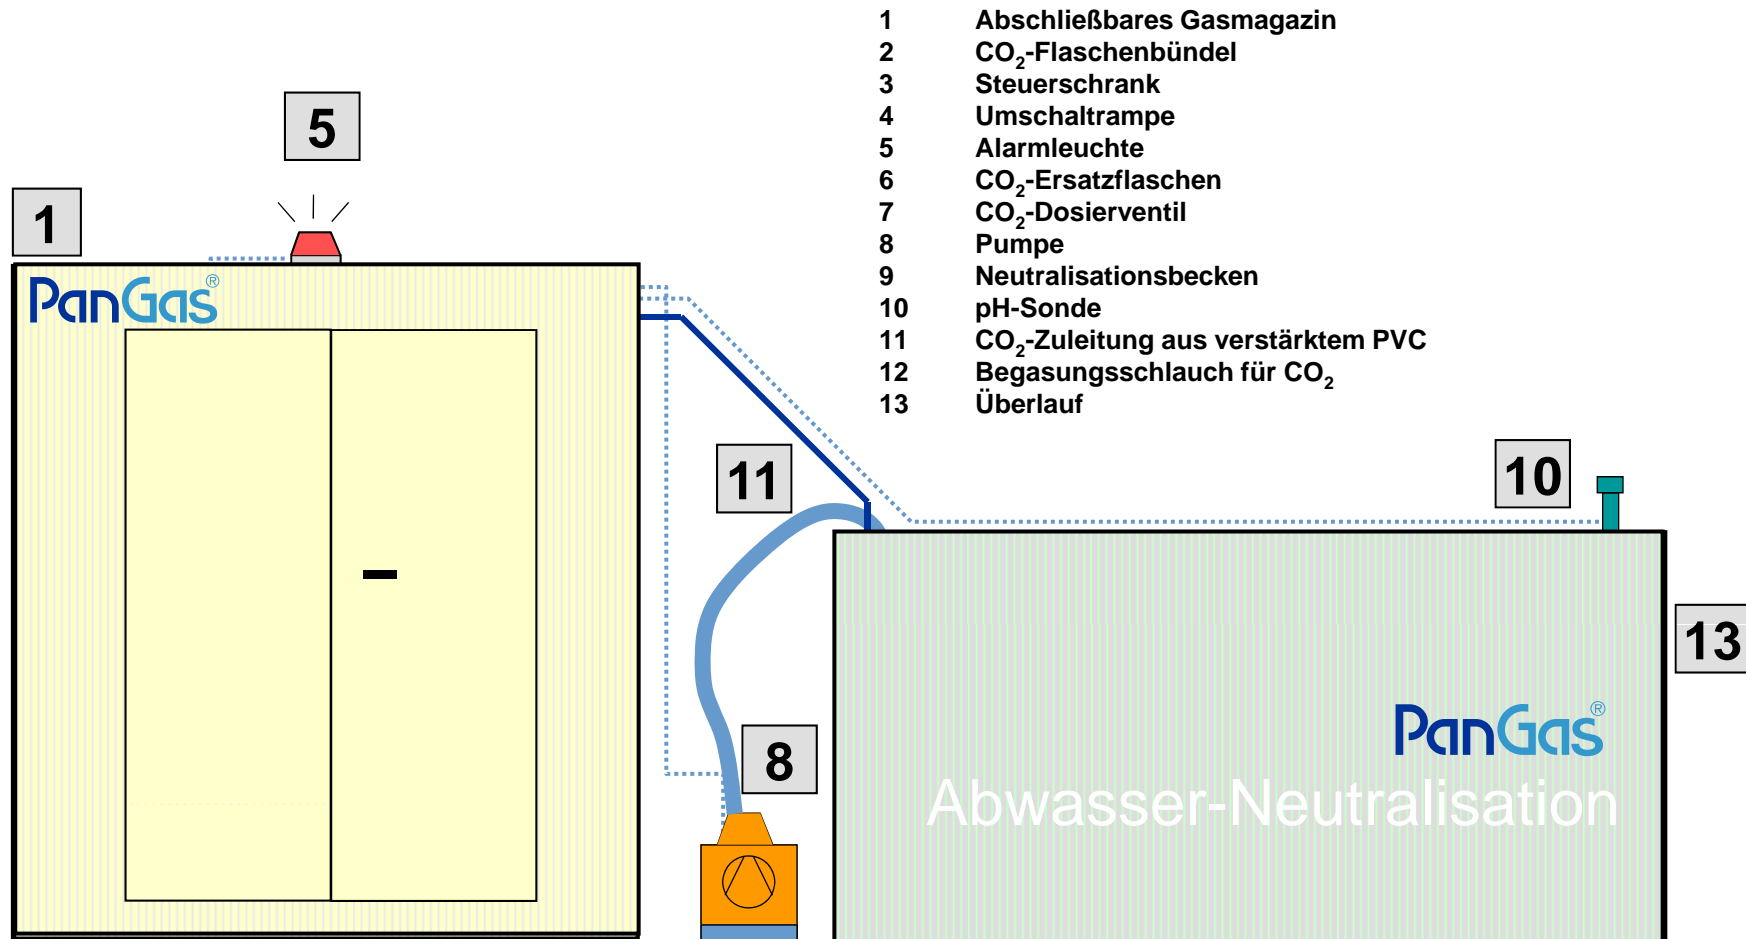 1 Abschließbares Gasmagazin
2 CO₂-Flaschenbündel
3 Steuerschrank
4 Umschaltrampe
5 Alarmleuchte
6 CO₂-Ersatzflaschen
7 CO₂-Dosierventil
8 Pumpe
9 Neutralisationsbecken
10 pH-Sonde
11 CO₂-Zuleitung aus verstärktem PVC
12 Begasungsschlauch für CO₂
13 Überlauf
5
1
PanGas®
11
10
13
8
PanGas®
Abwasser-Neutralisation